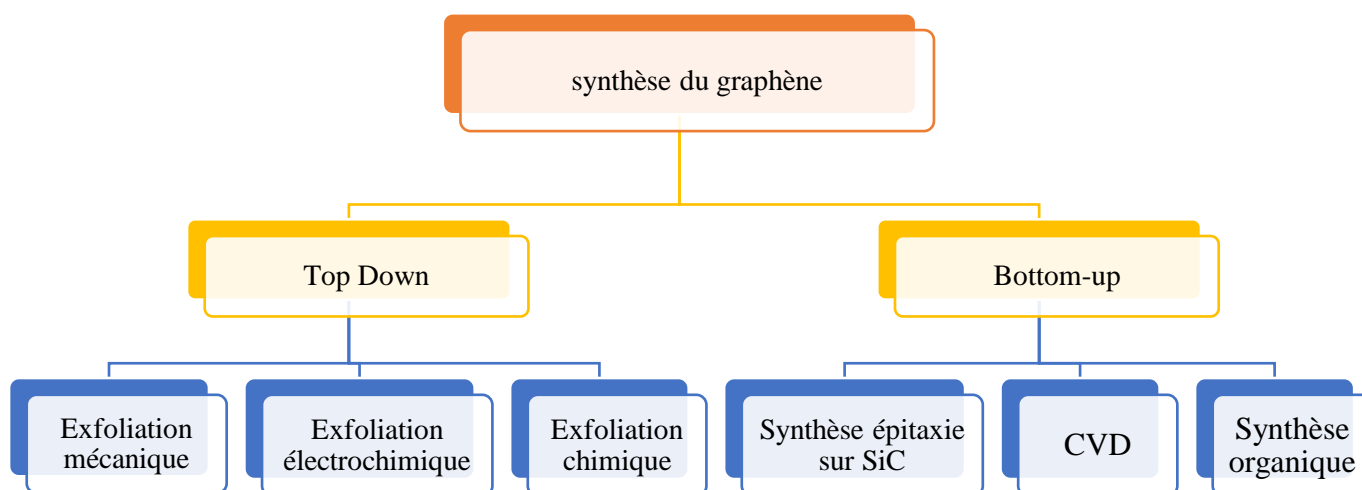 synthèse du graphène
Top Down
Bottom-up
Exfoliation
mécanique
Exfoliation
électrochimique
Exfoliation
chimique
Synthèse épitaxie
sur SiC
CVD
Synthèse
organique